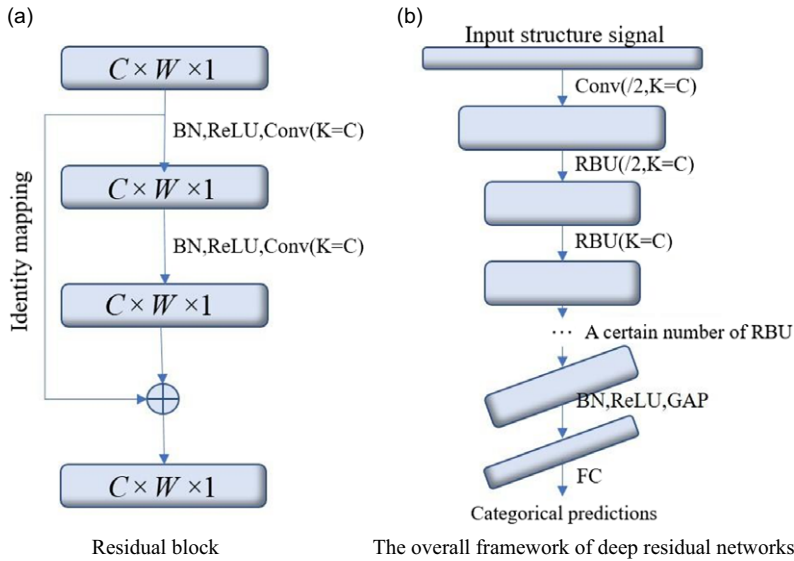 (a)
C × W ×1
BN,ReLU,Conv(K=C)
C × W ×1
BN,ReLU,Conv(K=C)
C × W ×1
Identity mapping
C × W ×1
Residual block
(b)
Input structure signal
Conv(/2,K=C)
RBU(/2,K=C)
RBU(K=C)
··· A certain number of RBU
BN,ReLU,GAP
FC
Categorical predictions
The overall framework of deep residual networks